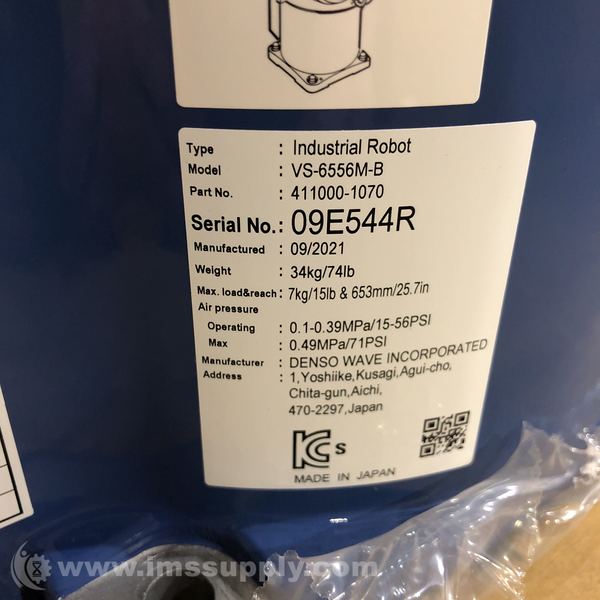 Type : Industrial Robot
Model : VS-6556M-B
Part No. : 411000-1070
Serial No.: 09E544R
Manufactured : 09/2021
Weight : 34kg/74lb
Max. load&reach: 7kg/15lb & 653mm/25.7in
Air pressure
Operating : 0.1-0.39MPa/15-56PSI
Max : 0.49MPa/71PSI
Manufacturer : DENSO WAVE INCORPORATED
Address : 1,Yoshiike,Kusagi,Agui-cho,
Chita-gun,Aichi,
470-2297,Japan
KC s
MADE IN JAPAN
www.imssupply.com